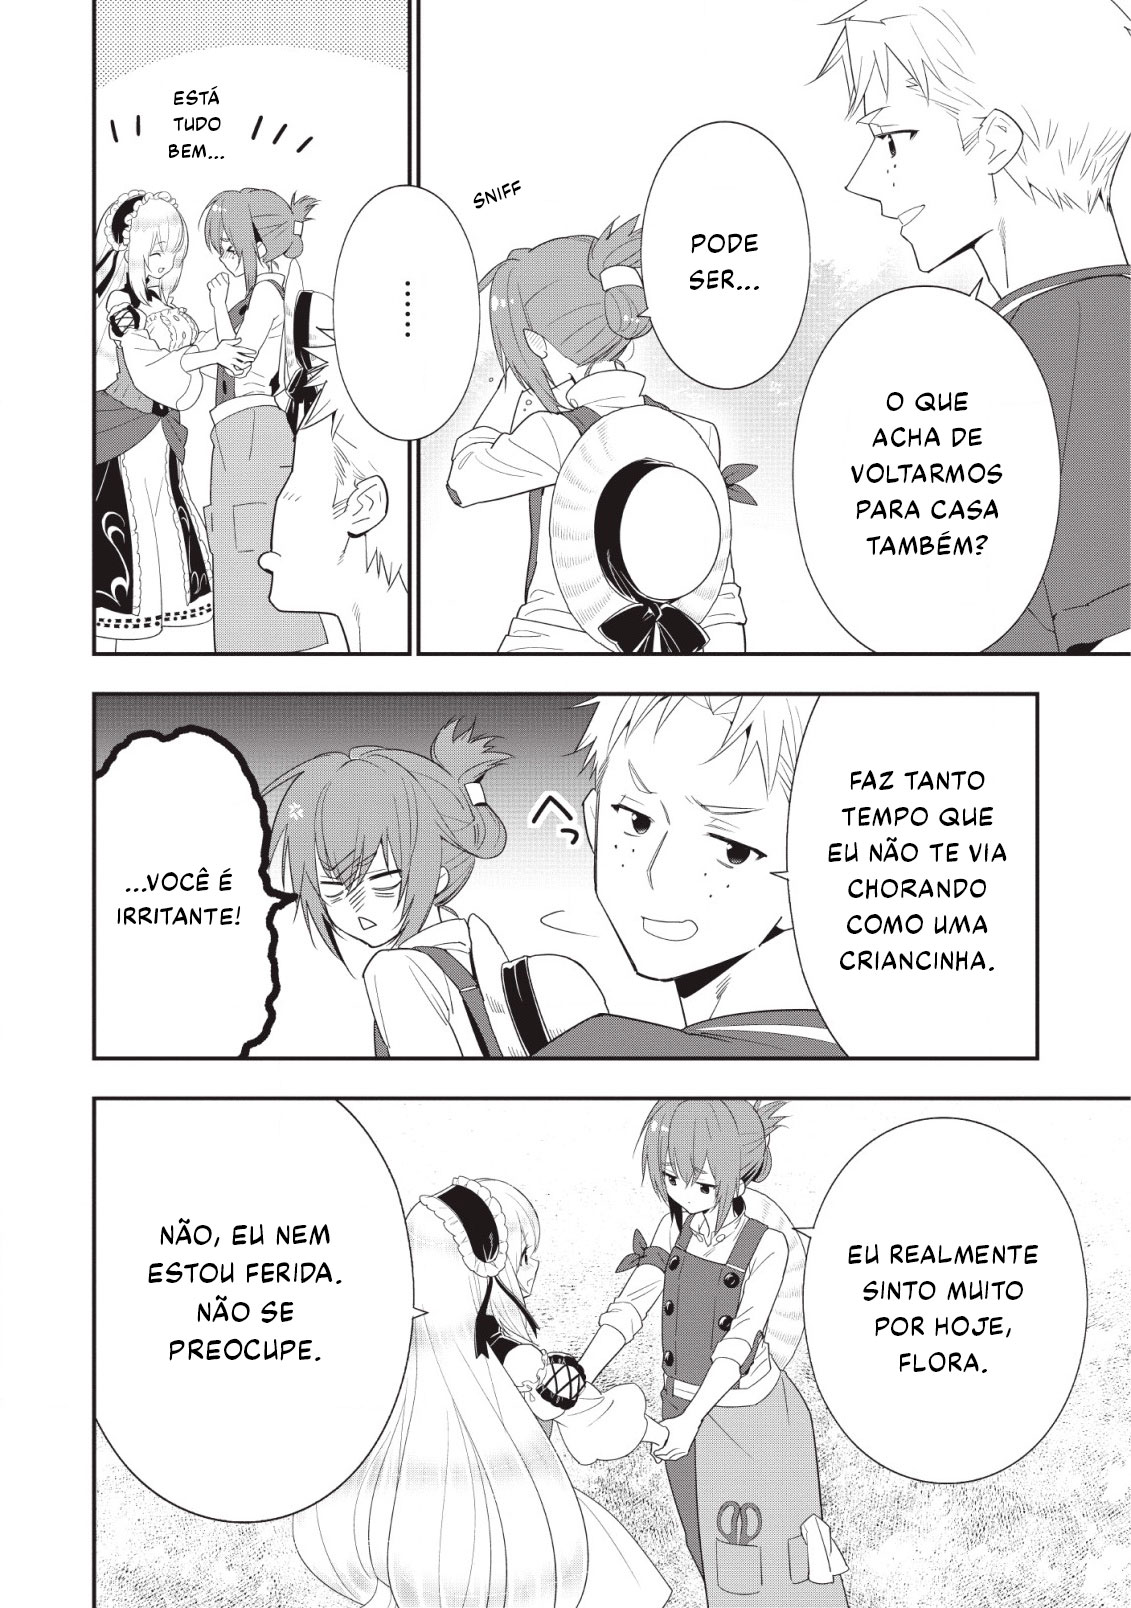 O QUE
ACHA DE
VOLTARMOS
PARA CASA
TAMBÉM?
PODE
SER...
SNIFF
......
ESTÁ
TUDO
BEM...
FAZ TANTO
TEMPO QUE
EU NÃO TE VIA
CHORANDO
COMO UMA
CRIANCINHA.
へっ
...VOCÊ É
IRRITANTE!
EU REALMENTE
SINTO MUITO
POR HOJE,
FLORA.
NÃO, EU NEM
ESTOU FERIDA.
NÃO SE
PREOCUPE.